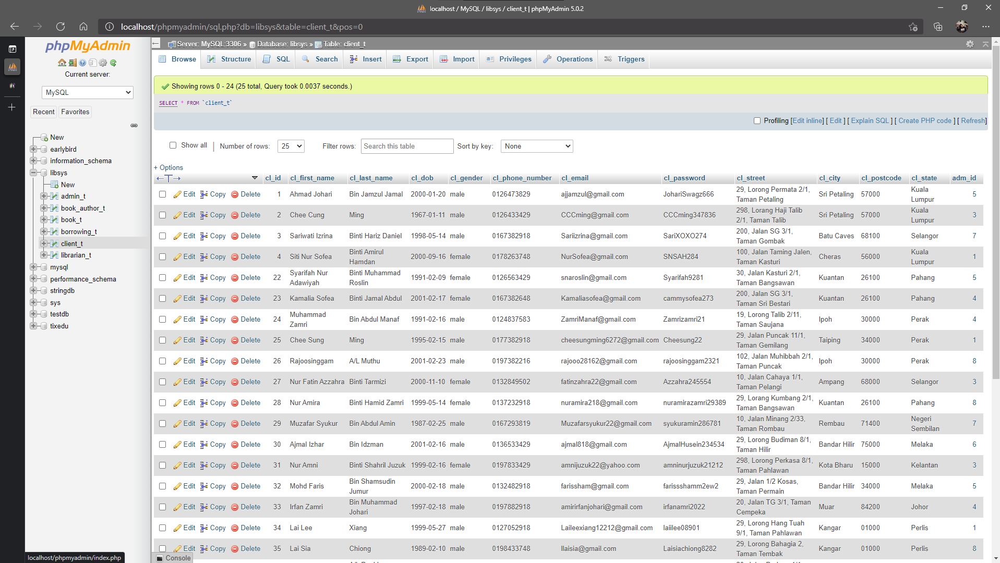 localhost / MySQL / libsys / client_t | phpMyAdmin 5.0.2
localhost/phpmyadmin/sql.php?db=libsys&table=client_t&pos=0
phpMyAdmin
Current server:
MySQL
Recent Favorites
New
earlybird
information_schema
libsys
New
admin_t
book_author_t
book_t
borrowing_t
client_t
librarian_t
mysql
performance_schema
stringdb
sys
testdb
tixedu
localhost/phpmyadmin/index.php
Server: MySQL:3306 » Database: libsys » Table: client_t
Browse Structure SQL Search Insert Export Import Privileges Operations Triggers
Showing rows 0 - 24 (25 total, Query took 0.0037 seconds.)
SELECT * FROM `client_t`
Profiling [Edit inline] [ Edit ] [ Explain SQL ] [ Create PHP code ] [ Refresh]
Show all | Number of rows: 25 Filter rows: Search this table Sort by key: None
+ Options
←T→ cl_id cl_first_name cl_last_name cl_dob cl_gender cl_phone_number cl_email cl_password cl_street cl_city cl_postcode cl_state adm_id
Edit Copy Delete 1 Ahmad Johari Bin Jamzul Jamal 2000-01-20 male 0126473829 ajjamzul@gmail.com JohariSwagz666 29, Lorong Permata 2/1, Taman Petaling Sri Petaling 57000 Kuala Lumpur 5
Edit Copy Delete 2 Chee Cung Ming 1967-01-11 male 0126433429 CCCming@gmail.com CCCming347836 298, Lorang Haji Talib 2/1, Taman Talib Sri Petaling 57000 Kuala Lumpur 3
Edit Copy Delete 3 Sariwati Izrina Binti Hariz Daniel 1998-05-14 male 0167382918 Sariizrina@gmail.com SariXOXO274 200, Jalan SG 3/1, Taman Gombak Batu Caves 68100 Selangor 7
Edit Copy Delete 4 Siti Nur Sofea Binti Amirul Hamdan 2000-09-16 female 0178263748 NurSofea@gmail.com SNSAH284 100, Jalan Taming Jalen, Taman Kasturi Cheras 56000 Kuala Lumpur 1
Edit Copy Delete 22 Syarifah Nur Adawiyah Binti Muhammad Roslin 1991-02-09 female 0126563429 snaroslin@gmail.com Syarifah9281 30, Jalan Kasturi 2/1, Taman Bangsawan Kuantan 26100 Pahang 5
Edit Copy Delete 23 Kamalia Sofea Binti Jamal Abdul 2001-02-17 female 0167382648 Kamaliasofea@gmail.com cammysofea273 200, Jalan SG 3/1, Taman Sri Bestari Kuantan 26100 Pahang 4
Edit Copy Delete 24 Muhammad Zamri Bin Abdul Manaf 1991-02-16 male 0124837583 ZamriManaf@gmail.com Zamrizamri21 19, Lorong Talib 2/11, Taman Saujana Ipoh 30000 Perak 4
Edit Copy Delete 25 Chee Sung Ming 1995-02-15 male 0177382918 cheesungming6272@gmail.com Cheesung22 29, Jalan Puncak 11/1, Taman Gemilang Taiping 34000 Perak 1
Edit Copy Delete 26 Rajoosinggam A/L Muthu 2001-02-23 male 0197382216 rajooo28162@gmail.com rajoosinggam2321 102, Jalan Muhibbah 2/1, Taman Puncak Ipoh 30000 Perak 8
Edit Copy Delete 27 Nur Fatin Azzahra Binti Tarmizi 2000-11-10 female 0132849502 fatinzahra22@gmail.com Azzahra245554 10, Jalan Cahaya 1/1, Taman Pelangi Ampang 68000 Selangor 3
Edit Copy Delete 28 Nur Amira Binti Hamid Zamri 1999-05-14 female 0137232918 nuramira218@gmail.com nuramirazamri29389 29, Lorang Kumbang 2/1, Taman Bangsawan Kuantan 26100 Pahang 8
Edit Copy Delete 29 Muzafar Syukur Bin Abdul Amin 1987-02-25 male 0167293819 Muzafarsyukur22@gmail.com syukuramin286781 10, Jalan Minang 2/33, Taman Rombau Rembau 71400 Negeri Sembilan 7
Edit Copy Delete 30 Ajmal Izhar Bin Idzman 2001-02-16 male 0136533429 ajmal818@gmail.com AjmalHusein234534 29, Lorong Budiman 8/1, Taman Hilir Bandar Hilir 75000 Melaka 6
Edit Copy Delete 31 Nur Amni Binti Shahril Juzuk 1999-02-16 female 0197833429 amnijuzuk22@yahoo.com amninurjuzuk21212 298, Lorong Perkasa 8/1, Taman Pahlawan Kota Bharu 15000 Kelantan 3
Edit Copy Delete 32 Mohd Faris Bin Shamsudin Jumur 2000-02-18 male 0132482918 farissham@gmail.com farissshamm2ew2 29, Jalan 1/2 Kosas, Taman Permain Bandar Hilir 34000 Melaka 5
Edit Copy Delete 33 Irfan Zamri Bin Muhammad Johari 1997-02-18 male 0197882918 amirirfanjohari@gmail.com irfanamri2022 20, Jalan TG 3/1, Taman Cempeka Muar 84200 Johor 4
Edit Copy Delete 34 Lai Lee Xiang 1999-05-27 male 0127052918 Laileexiang12212@gmail.com laiilee08901 29, Lorong Hang Tuah 9/1, Taman Pahlawan Kangar 01000 Perlis 1
Edit Copy Delete 35 Lai Sia Chiong 1989-02-10 male 0198433748 llaisia@gmail.com Laisiachiong8282 29, Lorong Bahagia 2, Taman Tembak Kangar 01000 Perlis 8
Console